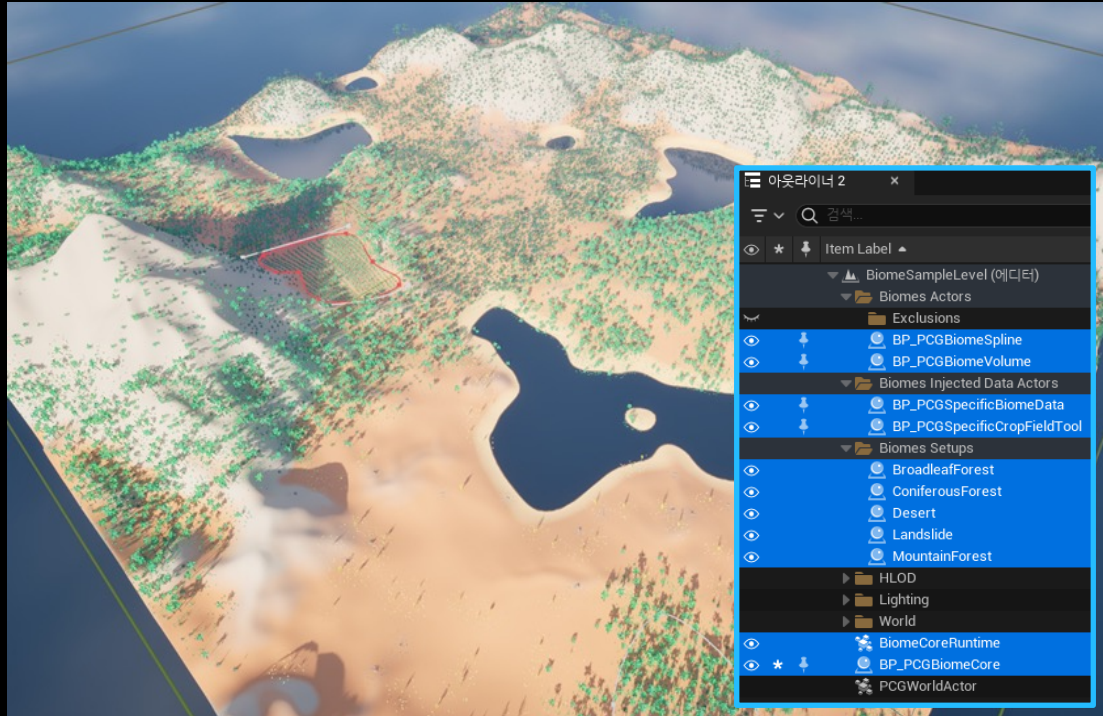 아웃라이너 2
검색...
Item Label
BiomeSampleLevel (에디터)
Biomes Actors
Exclusions
BP_PCGBiomeSpline
BP_PCGBiomeVolume
Biomes Injected Data Actors
BP_PCGSpecificBiomeData
BP_PCGSpecificCropFieldTool
Biomes Setups
BroadleafForest
ConiferousForest
Desert
Landslide
MountainForest
HLOD
Lighting
World
BiomeCoreRuntime
BP_PCGBiomeCore
PCGWorldActor